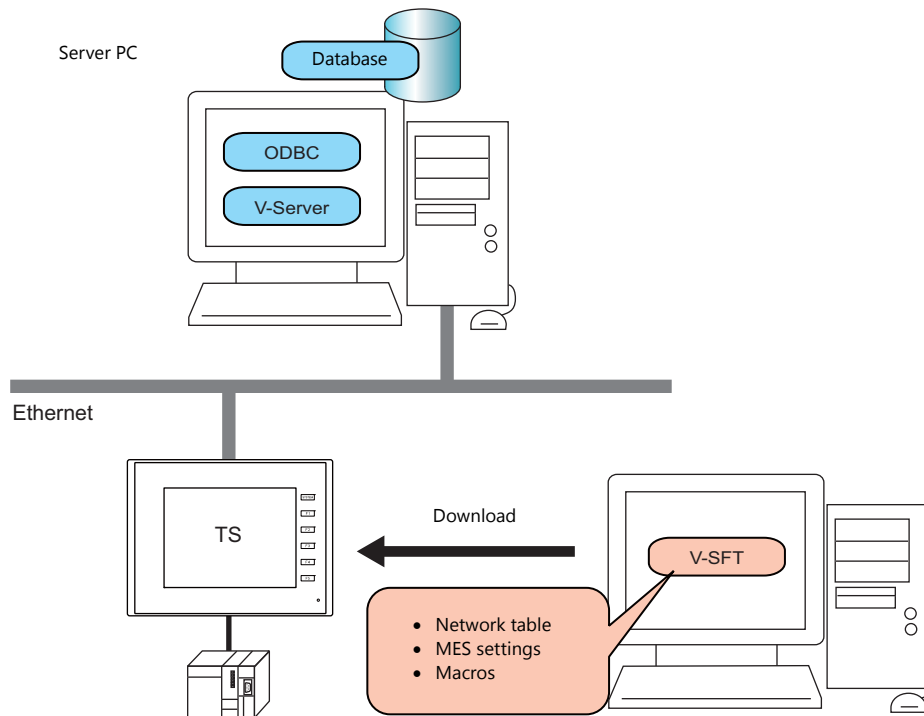 Server PC
Database
ODBC
V-Server
Ethernet
TS
Download
V-SFT
• Network table
• MES settings
• Macros